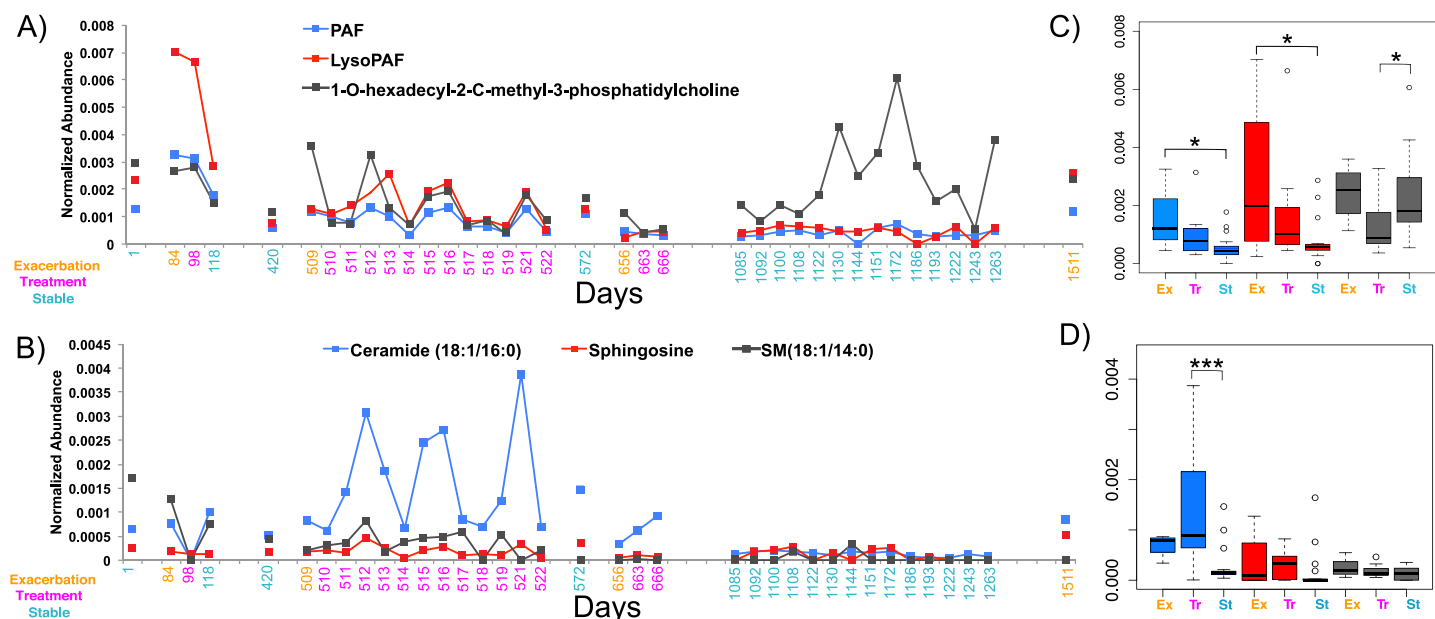 A)
Normalized Abundance
0.008
0.007
0.006
0.005
0.004
0.003
0.002
0.001
0
PAF
LysoPAF
1-O-hexadecyl-2-C-methyl-3-phosphatidylcholine
Exacerbation
Treatment
Stable
1 84 98 118 420 509 510 511 512 513 514 515 516 517 518 519 521 522 572 656 663 666 1085 1092 1100 1108 1122 1130 1144 1151 1172 1186 1193 1222 1243 1263 1511
Days
C)
0.008
0.006
0.004
0.002
0.000
* * *
Ex Tr St Ex Tr St Ex Tr St
B)
Normalized Abundance
0.0045
0.004
0.0035
0.003
0.0025
0.002
0.0015
0.001
0.0005
0
Ceramide (18:1/16:0) Sphingosine SM(18:1/14:0)
Exacerbation
Treatment
Stable
1 84 98 118 420 509 510 511 512 513 514 515 516 517 518 519 521 522 572 656 663 666 1085 1092 1100 1108 1122 1130 1144 1151 1172 1186 1193 1222 1243 1263 1511
Days
D)
0.004
0.002
0.000
***
Ex Tr St Ex Tr St Ex Tr St